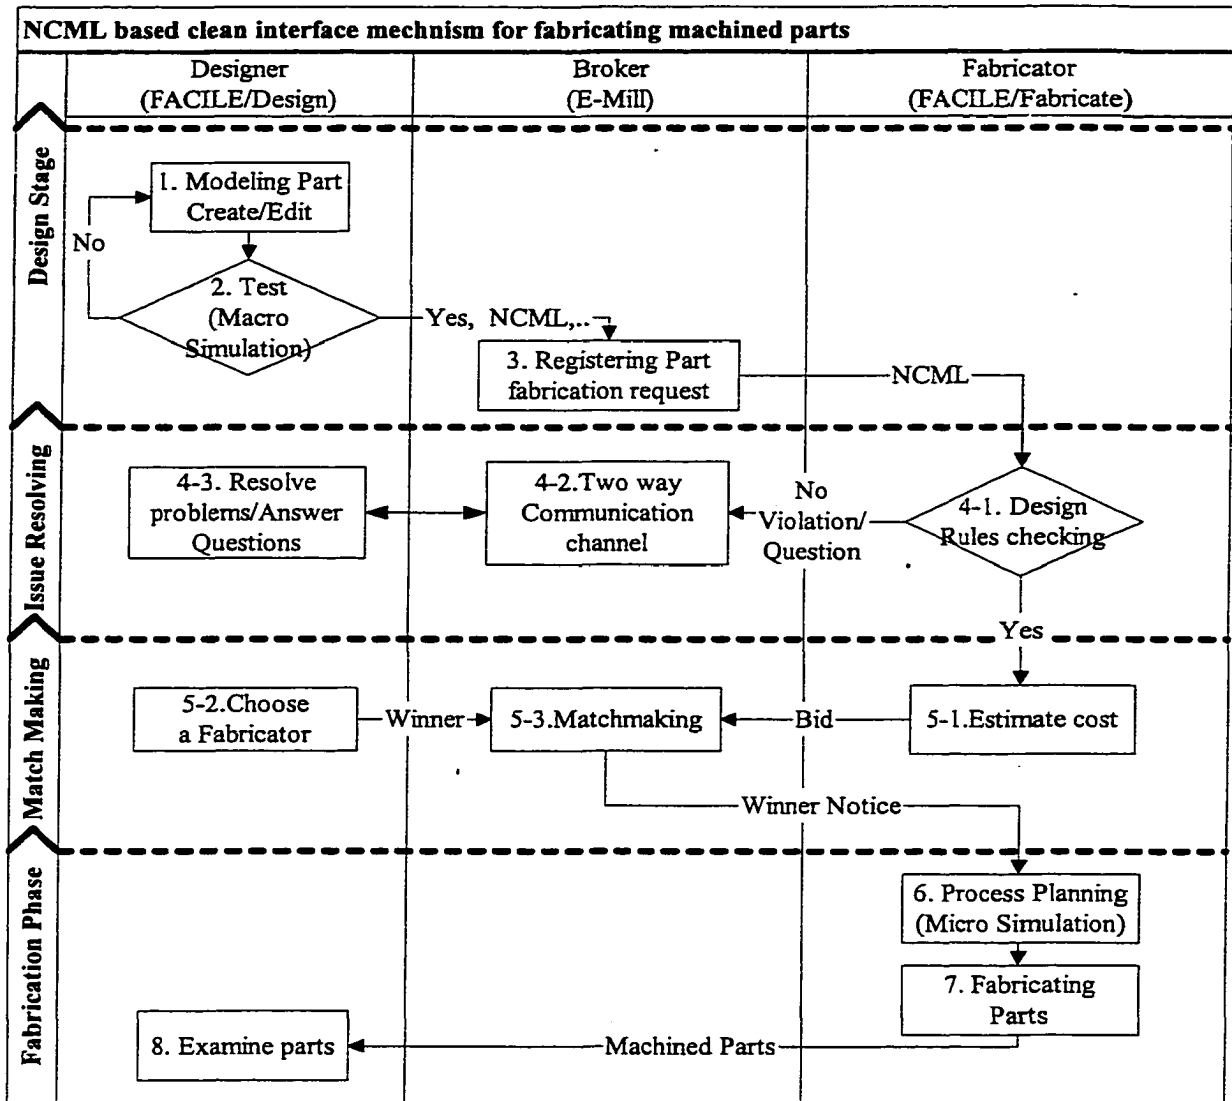 NCML based clean interface mechnism for fabricating machined parts
Designer
(FACILE/Design)
Broker
(E-Mill)
Fabricator
(FACILE/Fabricate)
Design Stage
1. Modeling Part
Create/Edit
No
2. Test
(Macro
Simulation)
Yes, NCML,..
3. Registering Part
fabrication request
NCML
Issue Resolving
4-3. Resolve
problems/Answer
Questions
4-2.Two way
Communication
channel
No
Violation/
Question
4-1. Design
Rules checking
Yes
Match Making
5-2.Choose
a Fabricator
Winner
5-3.Matchmaking
Bid
5-1.Estimate cost
Winner Notice
Fabrication Phase
6. Process Planning
(Micro Simulation)
7. Fabricating
Parts
8. Examine parts
Machined Parts